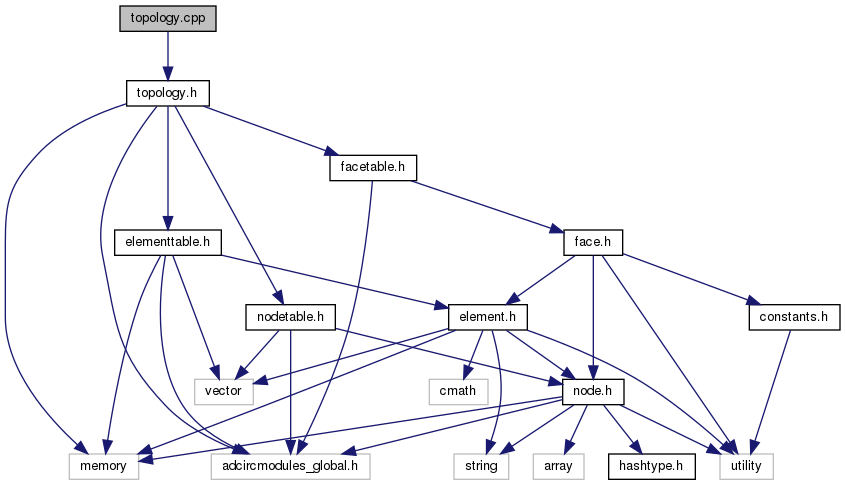 topology.cpp
topology.h
facetable.h
elementtable.h
face.h
nodetable.h
element.h
constants.h
vector
cmath
node.h
memory
adcircmodules_global.h
string
array
hashtype.h
utility